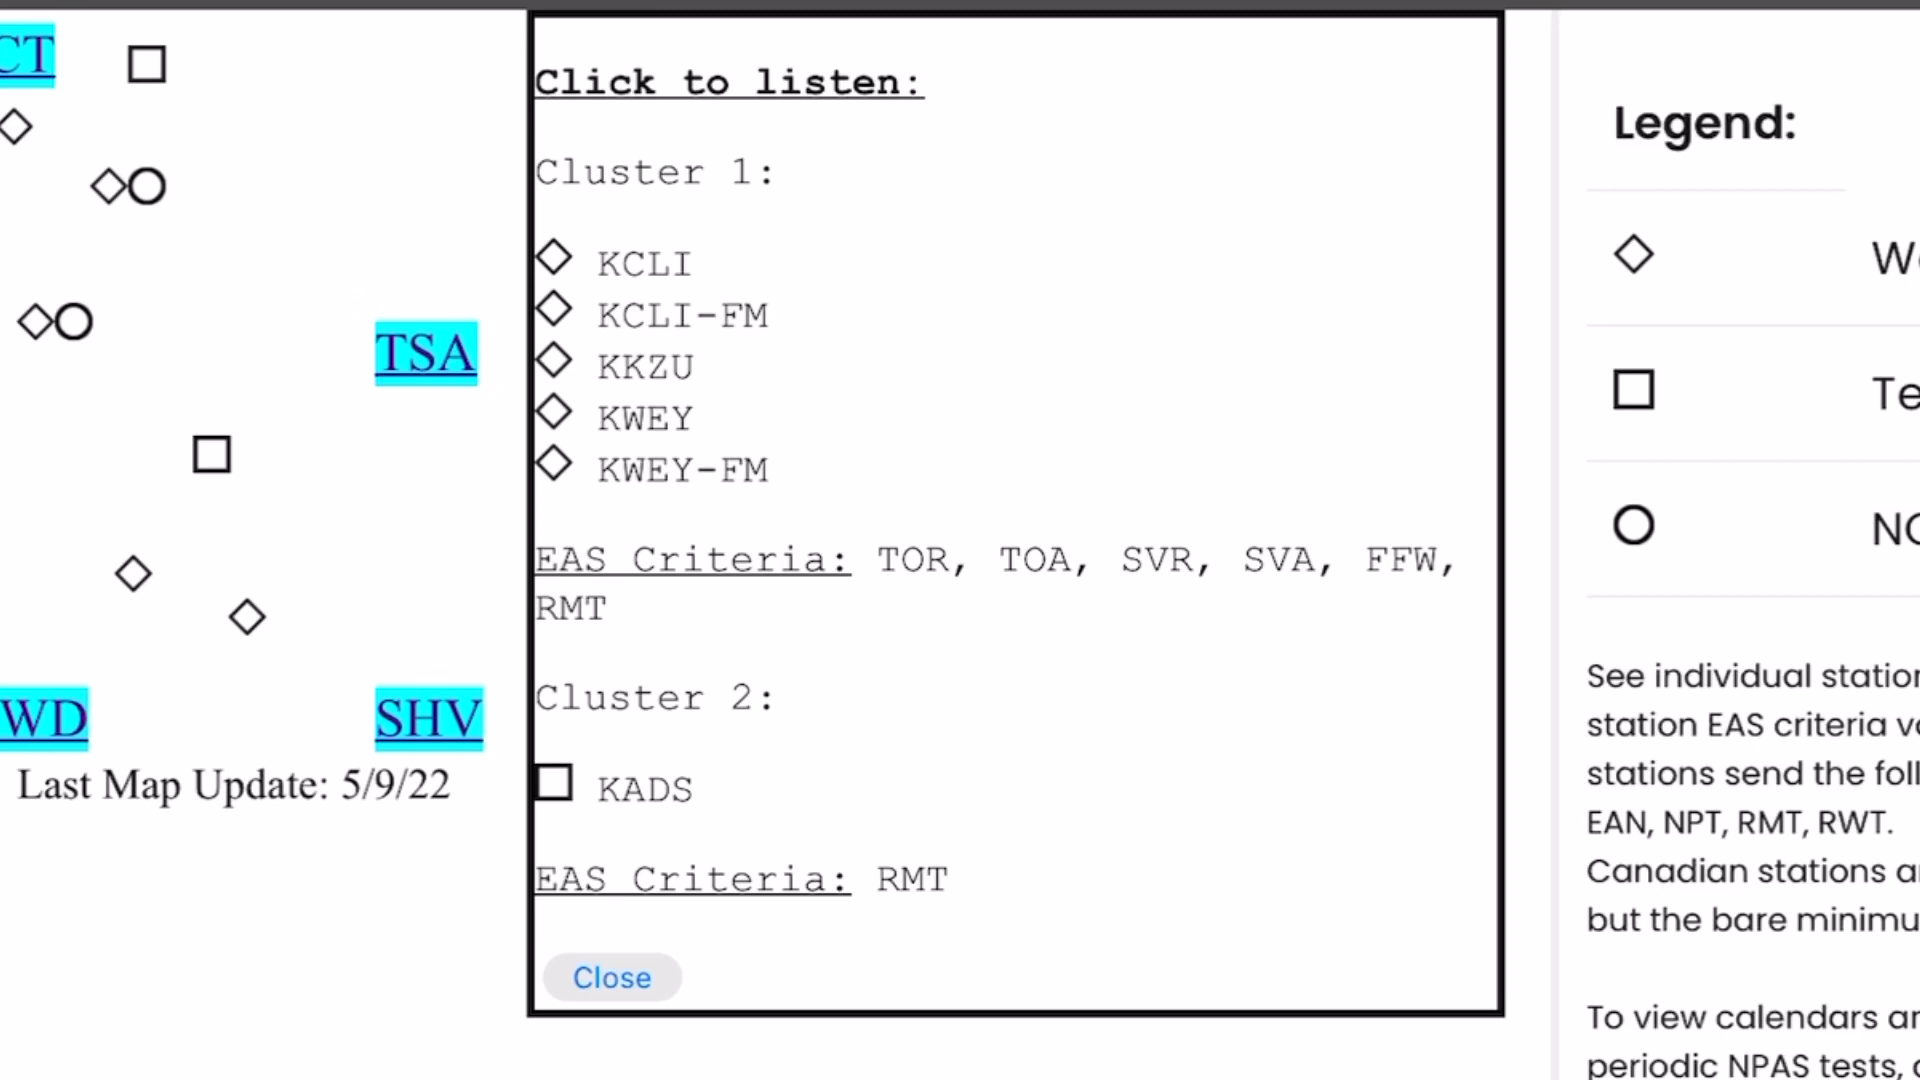 CT
TSA
WD
SHV
Last Map Update: 5/9/22
Click to listen:
Cluster 1:
KCLI
KCLI-FM
KKZU
KWEY
KWEY-FM
EAS Criteria: TOR, TOA, SVR, SVA, FFW,
RMT
Cluster 2:
KADS
EAS Criteria: RMT
Close
Legend:
See individual
station EAS criteria
stations send the
EAN, NPT, RMT, RWT.
Canadian stations
but the bare
To view calendars
periodic NPAS tests,